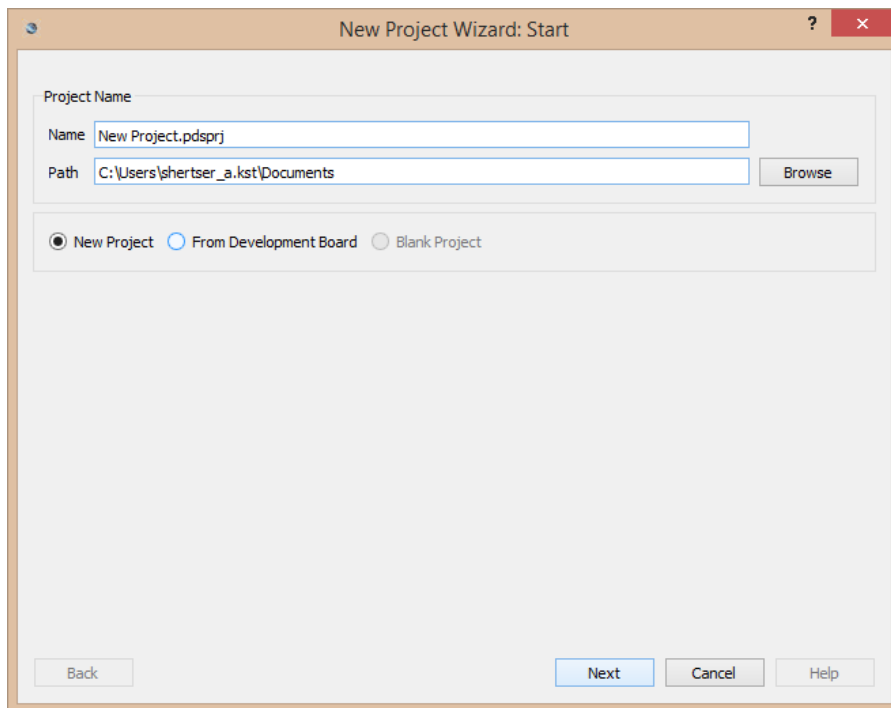 New Project Wizard: Start
?
Project Name
Name New Project.pdsprj
Path C:\Users\shertser_a.kst\Documents Browse
New Project From Development Board Blank Project
Back Next Cancel Help